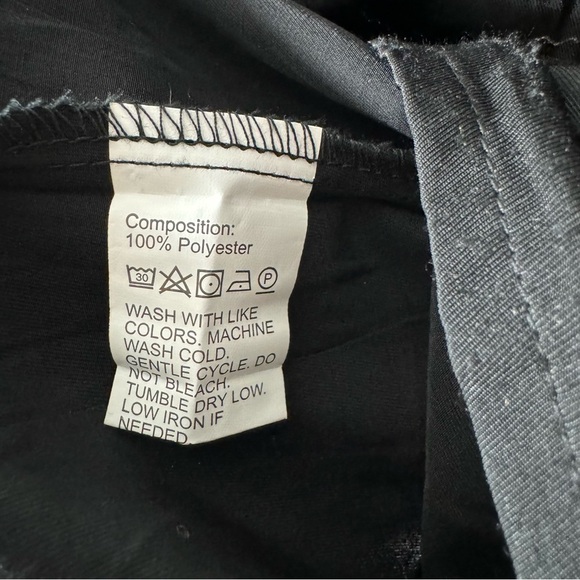 Composition:
100% Polyester
30 P
WASH WITH LIKE
COLORS. MACHINE
WASH COLD.
GENTLE CYCLE. DO
NOT BLEACH.
TUMBLE DRY LOW.
LOW IRON IF
NEEDED